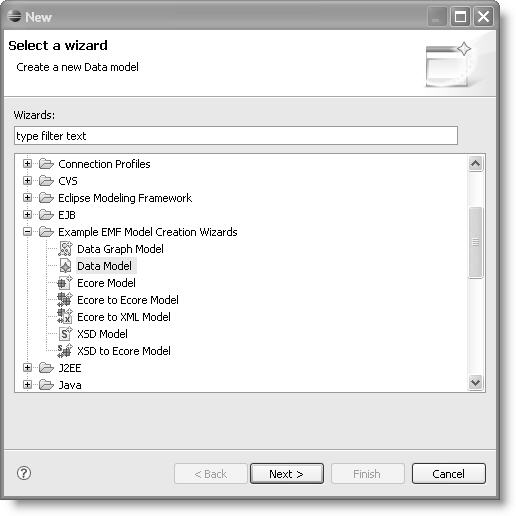 New
Select a wizard
Create a new Data model
Wizards:
type filter text
Connection Profiles
CVS
Eclipse Modeling Framework
EJB
Example EMF Model Creation Wizards
Data Graph Model
Data Model
Ecore Model
Ecore to Ecore Model
Ecore to XML Model
XSD Model
XSD to Ecore Model
J2EE
Java
< Back Next > Finish Cancel